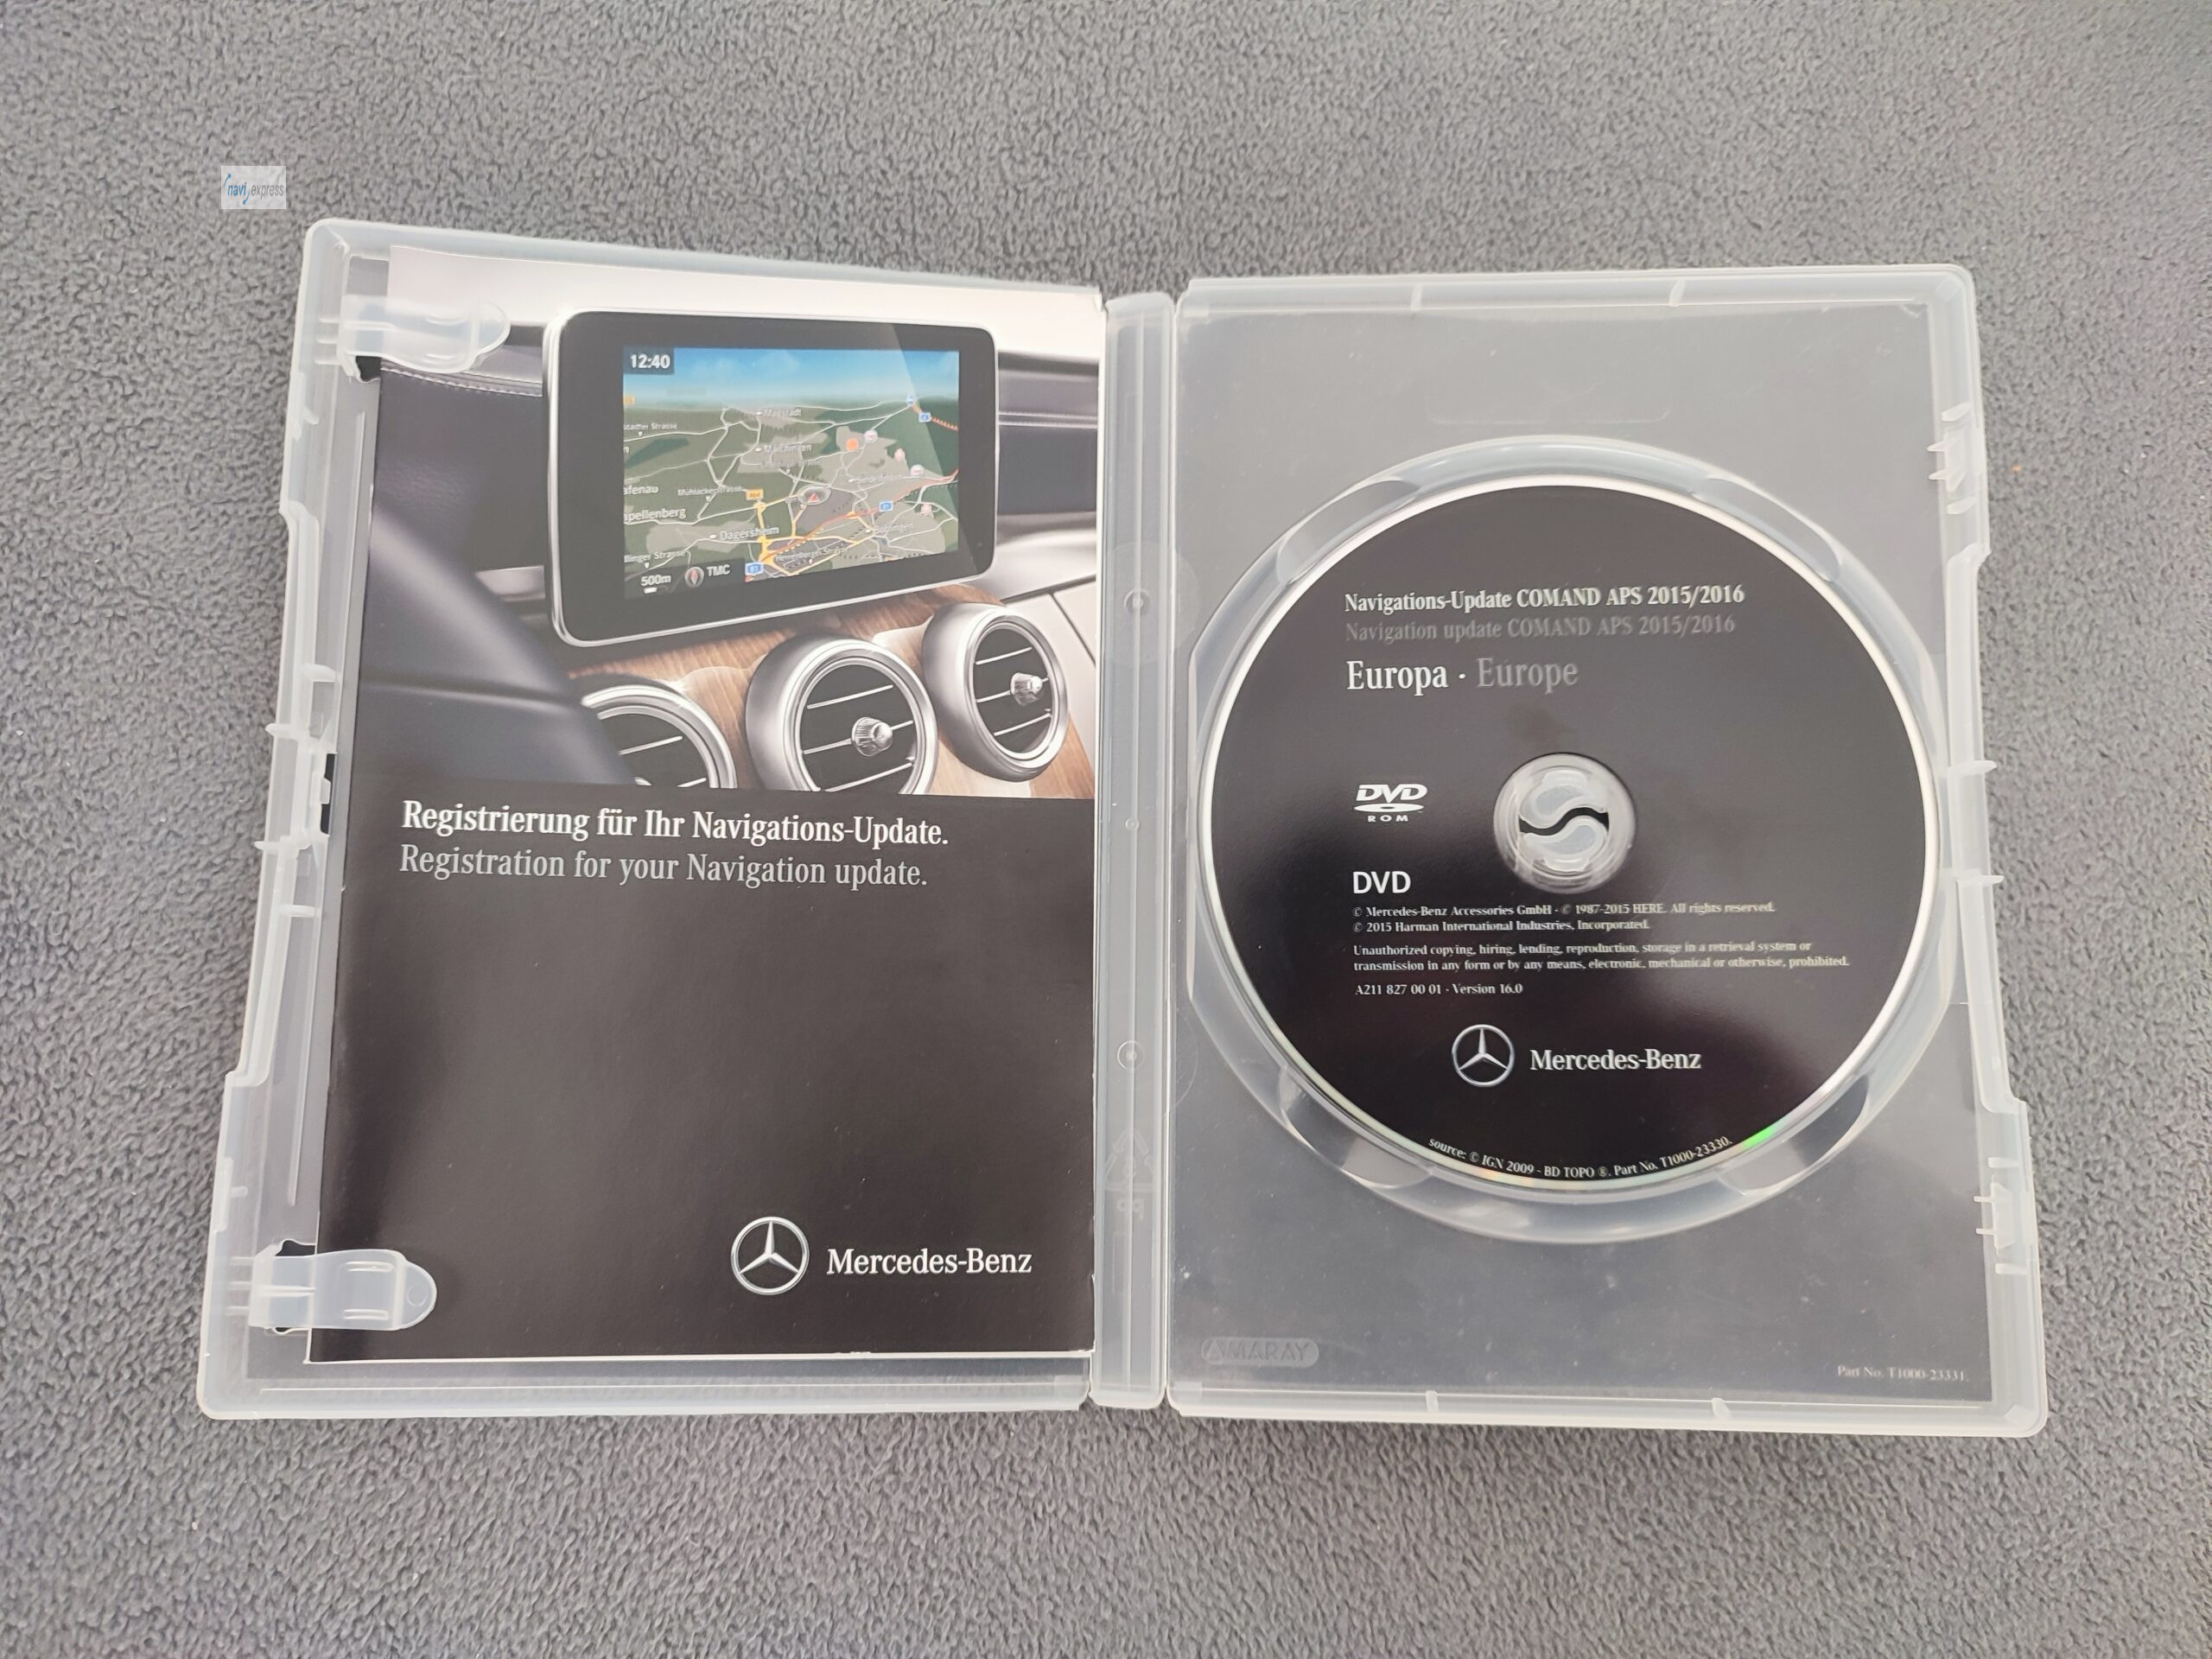 navi express
12:40
Magstadt
Maichingen
Mühlackerstrasse
Dagersheim
500m
TMC
Registrierung für Ihr Navigations-Update.
Registration for your Navigation update.
Mercedes-Benz
Navigations-Update COMAND APS 2015/2016
Navigation update COMAND APS 2015/2016
Europa · Europe
DVD
ROM
DVD
© Mercedes-Benz Accessories GmbH · © 1987-2015 HERE. All rights reserved.
© 2015 Harman International Industries, Incorporated.
Unauthorized copying, hiring, lending, reproduction, storage in a retrieval system or
transmission in any form or by any means, electronic, mechanical or otherwise, prohibited.
A211 827 00 01 · Version 16.0
Mercedes-Benz
source: © IGN 2009 - BD TOPO ®. Part No. T1000-23330.
AMARAY
Part No. T1000-23331.